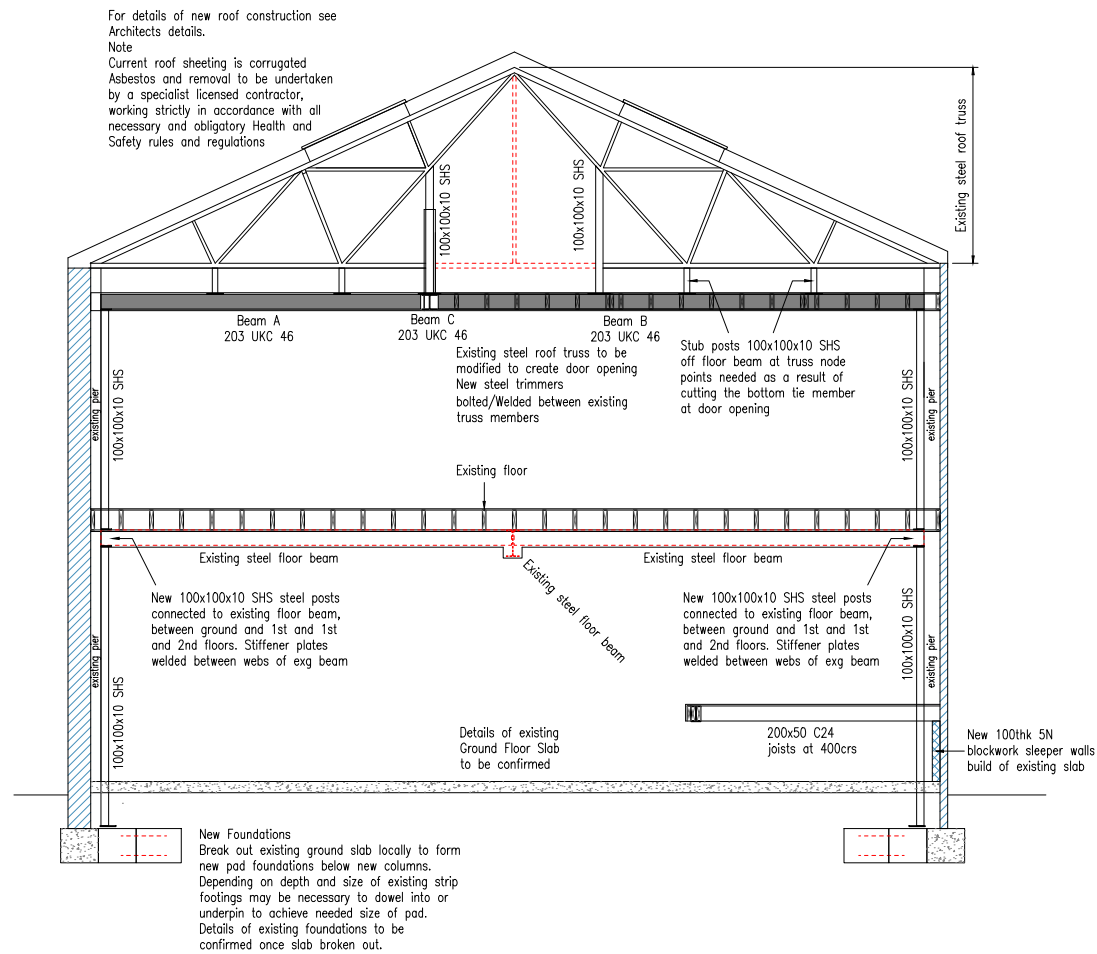 For details of new roof construction see
Architects details.
Note
Current roof sheeting is corrugated
Asbestos and removal to be undertaken
by a specialist licensed contractor,
working strictly in accordance with all
necessary and obligatory Health and
Safety rules and regulations
Existing steel roof truss
100x100x10 SHS
100x100x10 SHS
Beam A
203 UKC 46
Beam C
203 UKC 46
Beam B
203 UKC 46
Existing steel roof truss to be
modified to create door opening
New steel trimmers
bolted/Welded between existing
truss members
Stub posts 100x100x10 SHS
off floor beam at truss node
points needed as a result of
cutting the bottom tie member
at door opening
existing pier
100x100x10 SHS
100x100x10 SHS
existing pier
Existing floor
Existing steel floor beam
Existing steel floor beam
Existing steel floor beam
New 100x100x10 SHS steel posts
connected to existing floor beam,
between ground and 1st and 1st
and 2nd floors. Stiffener plates
welded between webs of exg beam
New 100x100x10 SHS steel posts
connected to existing floor beam,
between ground and 1st and 1st
and 2nd floors. Stiffener plates
welded between webs of exg beam
existing pier
100x100x10 SHS
100x100x10 SHS
existing pier
Details of existing
Ground Floor Slab
to be confirmed
200x50 C24
joists at 400crs
New 100thk 5N
blockwork sleeper walls
build of existing slab
New Foundations
Break out existing ground slab locally to form
new pad foundations below new columns.
Depending on depth and size of existing strip
footings may be necessary to dowel into or
underpin to achieve needed size of pad.
Details of existing foundations to be
confirmed once slab broken out.